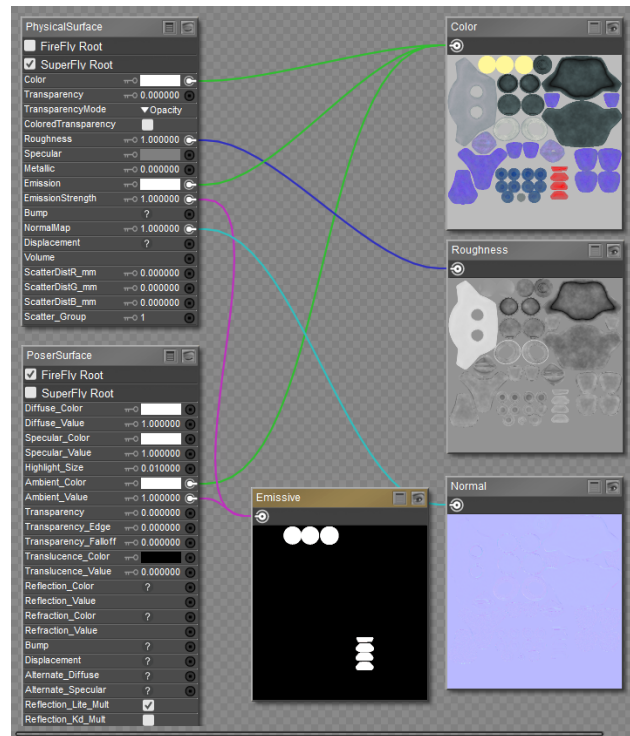 PhysicalSurface
FireFly Root
SuperFly Root
Color 
Transparency 0.000000
TransparencyMode ▼Opacity
ColoredTransparency
Roughness 1.000000
Specular
Metallic 0.000000
Emission
EmissionStrength 1.000000
Bump ?
NormalMap 1.000000
Displacement ?
Volume
ScatterDistR_mm 0.000000
ScatterDistG_mm 0.000000
ScatterDistB_mm 0.000000
Scatter_Group 1
PoserSurface
FireFly Root
SuperFly Root
Diffuse_Color
Diffuse_Value 1.000000
Specular_Color
Specular_Value 1.000000
Highlight_Size 0.010000
Ambient_Color
Ambient_Value 1.000000
Transparency 0.000000
Transparency_Edge 0.000000
Transparency_Falloff 0.000000
Translucence_Color
Translucence_Value 0.000000
Reflection_Color ?
Reflection_Value
Refraction_Color ?
Refraction_Value
Bump ?
Displacement ?
Alternate_Diffuse ?
Alternate_Specular ?
Reflection_Lite_Mult
Reflection_Kd_Mult
Emissive
Color
Roughness
Normal